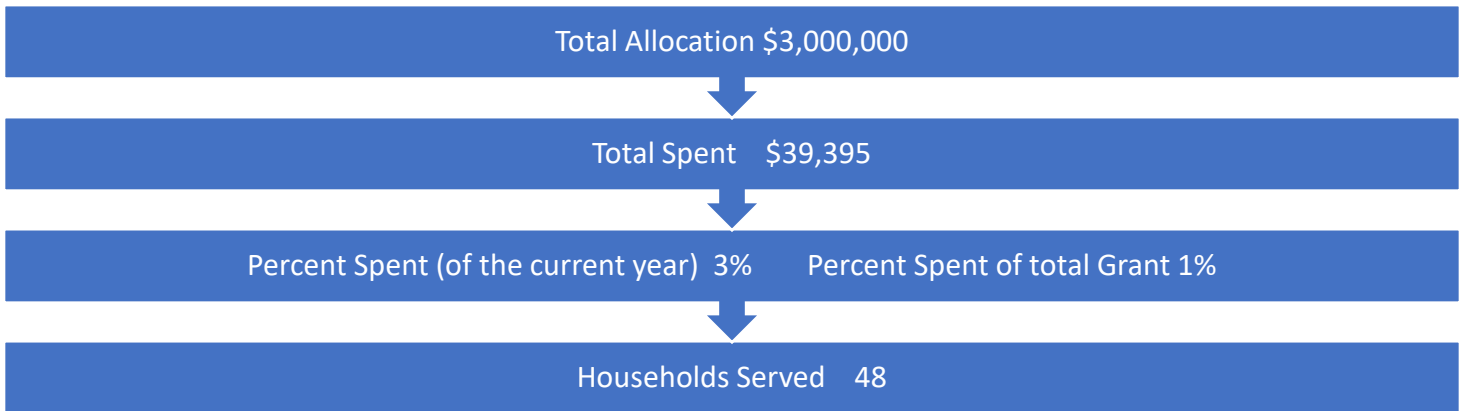 Total Allocation $3,000,000
Total Spent $39,395
Percent Spent (of the current year) 3% Percent Spent of total Grant 1%
Households Served 48